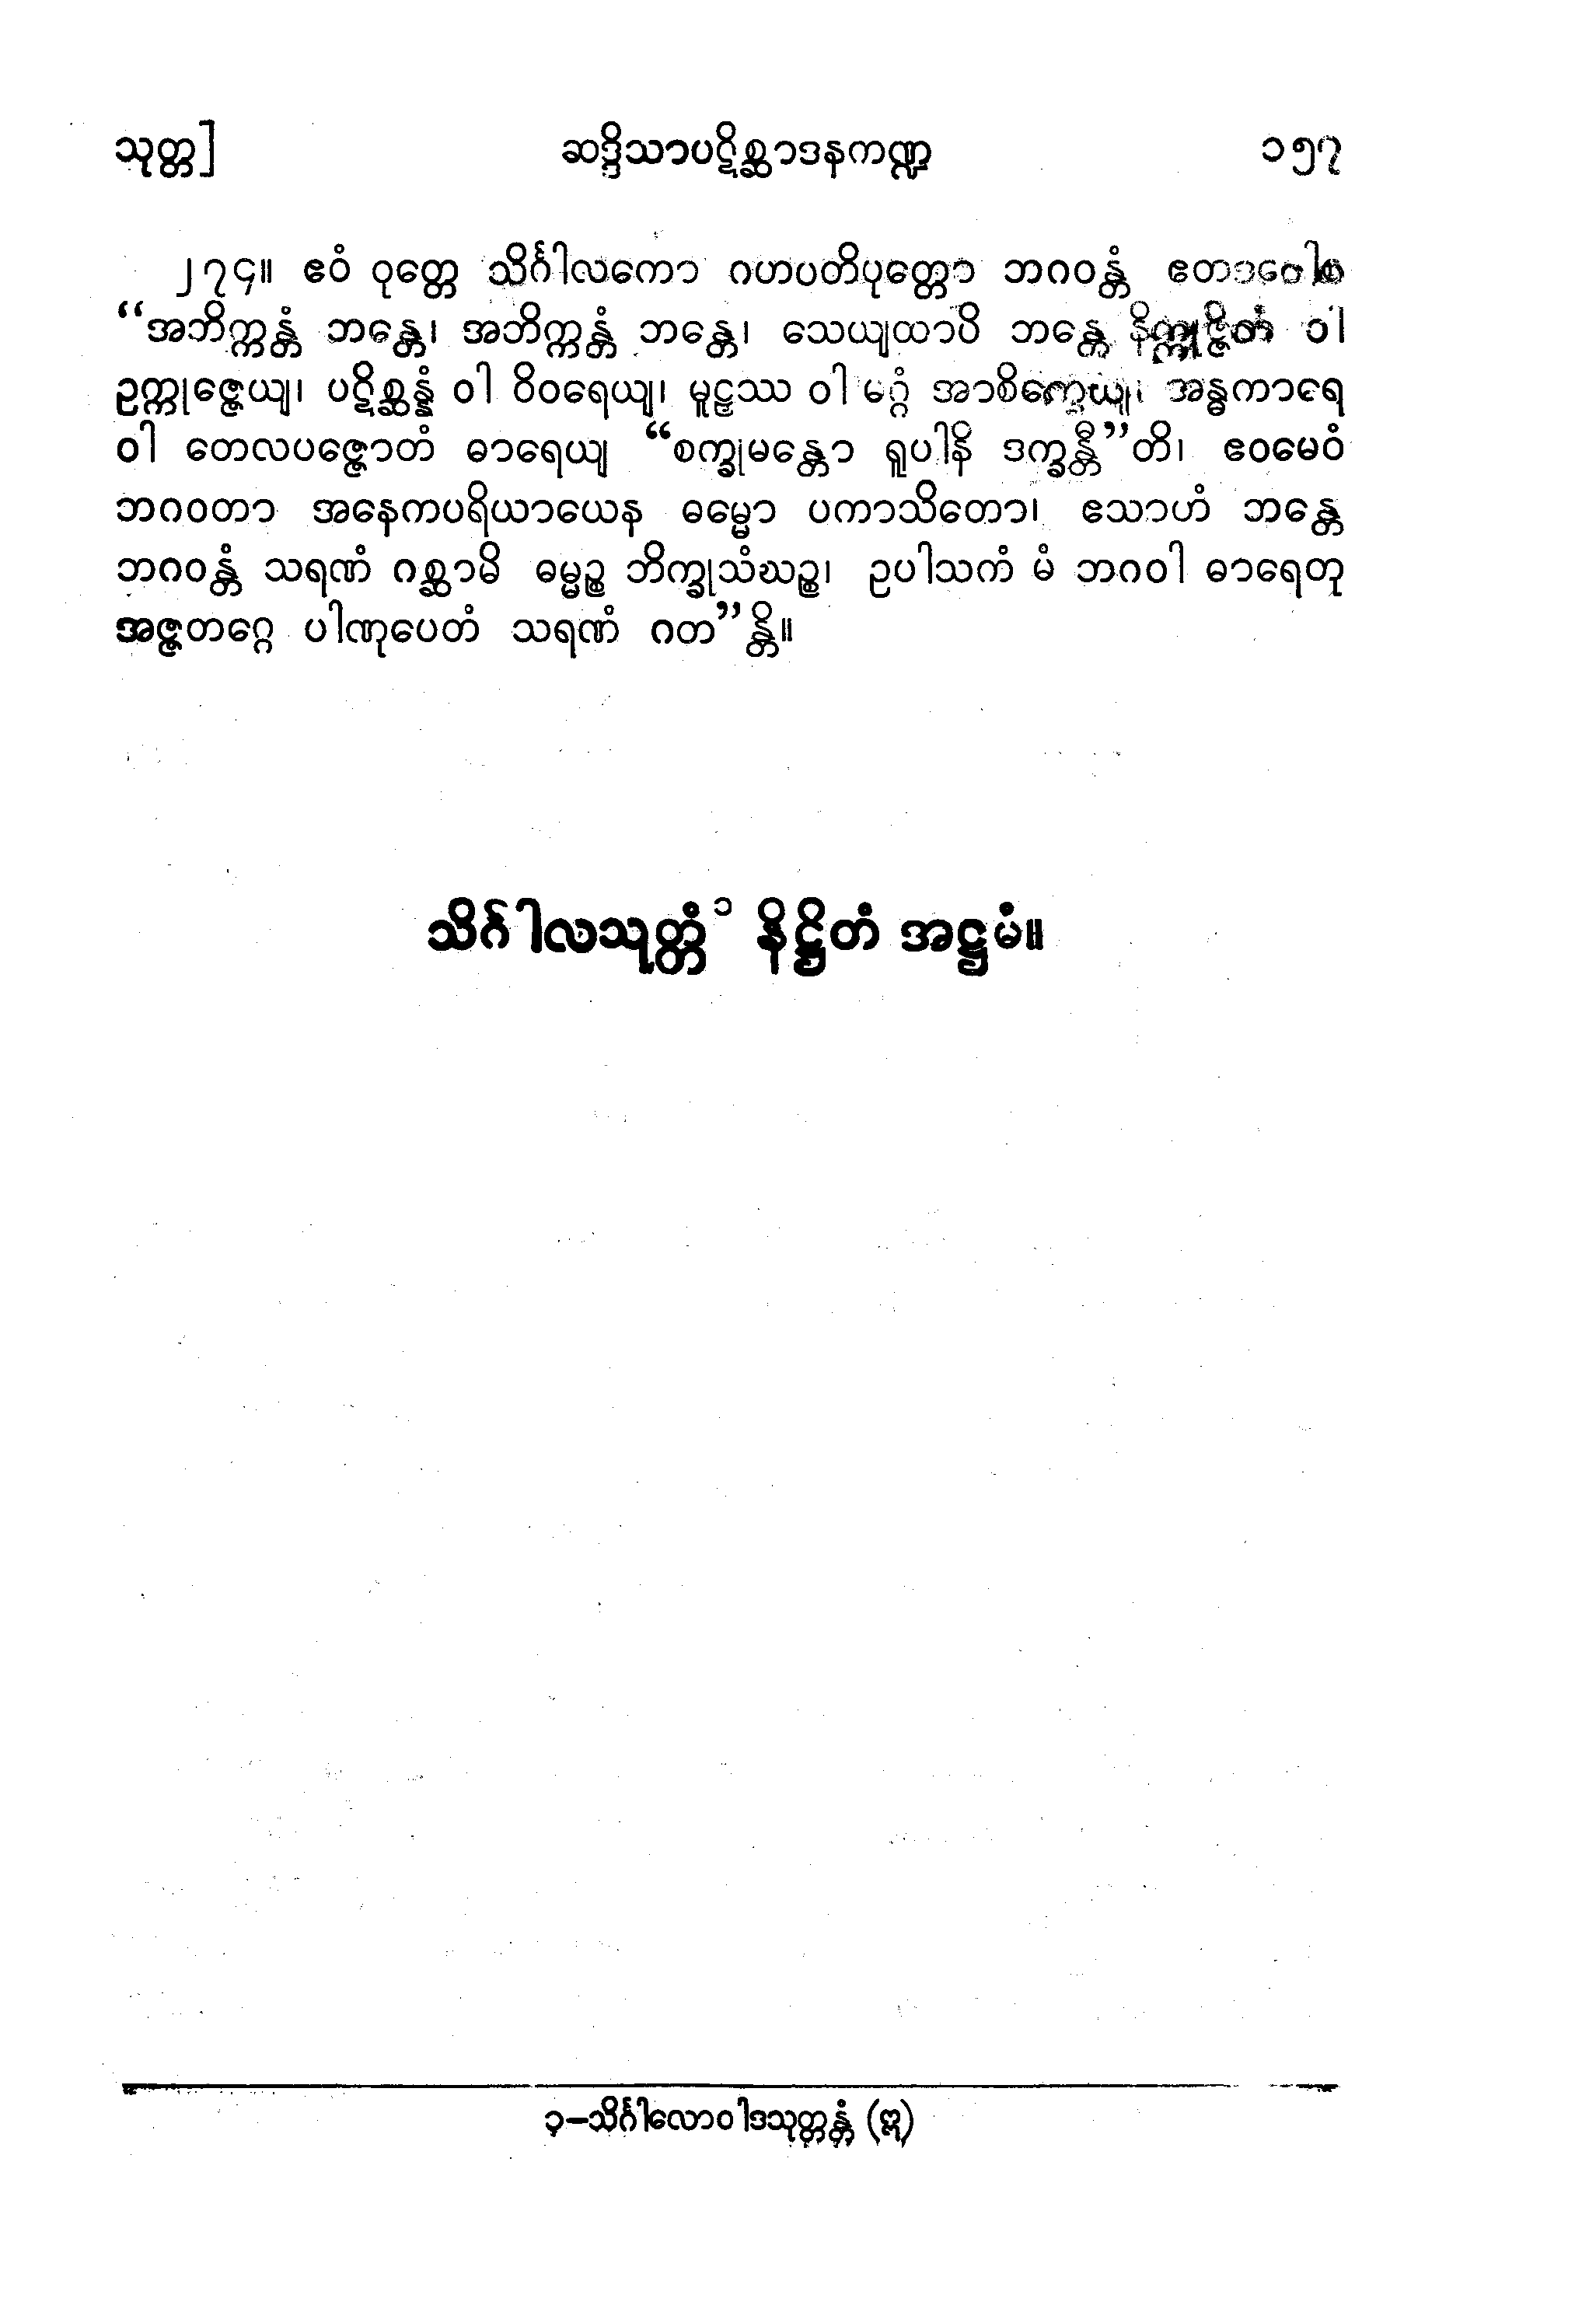 သုတ္တ]
ဆဒ္ဒိသာပဋိစ္ဆာဒနကဏ္ဍ
၁၅၇
၂၇၄။ ဧဝံ ဝုတ္တေ သိင်္ဂါလကော ဂဟပတိပုတ္တော ဘဂဝန္တံ ဧတဒဝေါစ
“အဘိက္ကန္တံ ဘန္တေ၊ အဘိက္ကန္တံ ဘန္တေ၊ သေယျထာပိ ဘန္တေ နိက္ကုဇ္ဇိတံ ဝါ
ဥက္ကုဇ္ဇေယျ၊ ပဋိစ္ဆန္နံ ဝါ ဝိဝရေယျ၊ မူဠှဿ ဝါ မဂ္ဂံ အာစိက္ခေယျ၊ အန္ဓကာရေ
ဝါ တေလပဇ္ဇောတံ ဓာရေယျ “စက္ခုမန္တော ရူပါနိ ဒက္ခန္တီ”တိ၊ ဧဝမေဝံ
ဘဂဝတာ အနေကပရိယာယေန ဓမ္မော ပကာသိတော၊ ဧသာဟံ ဘန္တေ
ဘဂဝန္တံ သရဏံ ဂစ္ဆာမိ ဓမ္မဉ္စ ဘိက္ခုသံဃဉ္စ၊ ဥပါသကံ မံ ဘဂဝါ ဓာရေတု
အဇ္ဇတဂ္ဂေ ပါဏုပေတံ သရဏံ ဂတ”န္တိ။
သိင်္ဂါလသုတ္တံ ၁ နိဋ္ဌိတံ အဋ္ဌမံ။
၃–သိင်္ဂါလောဝါဒသုတ္တန္တံ (ဣ)